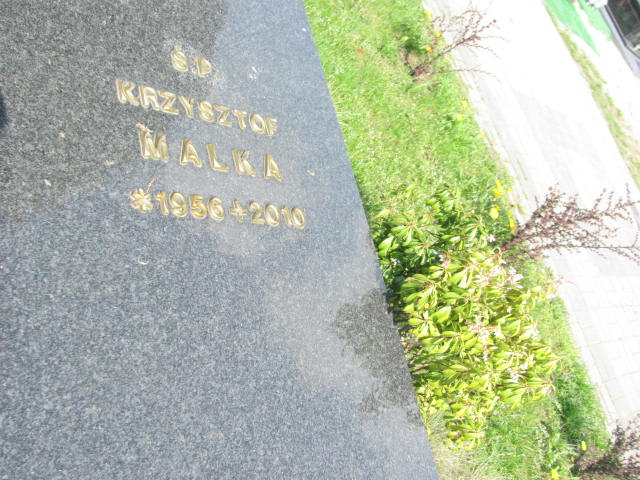 Ś.P.
KRZYSZTOF
MALKA
*1956+2010